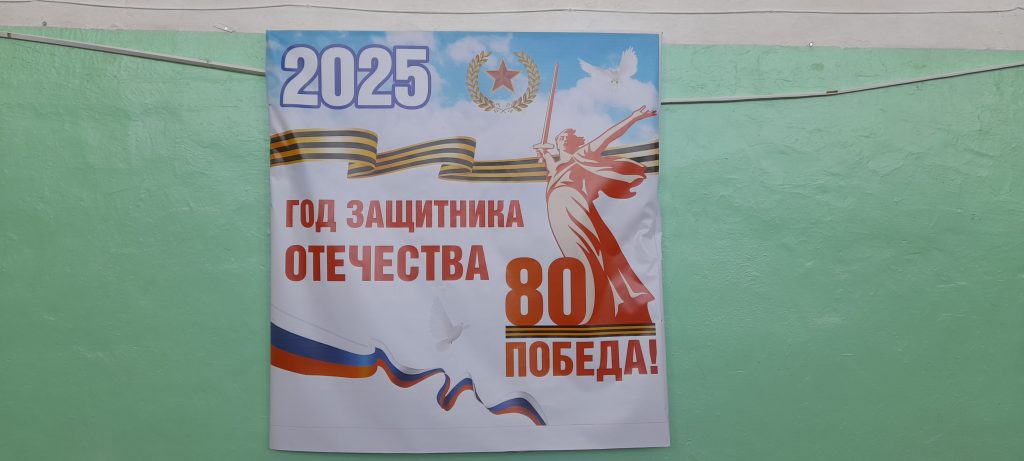 2025
ГОД ЗАЩИТНИКА
ОТЕЧЕСТВА
80
ПОБЕДА!